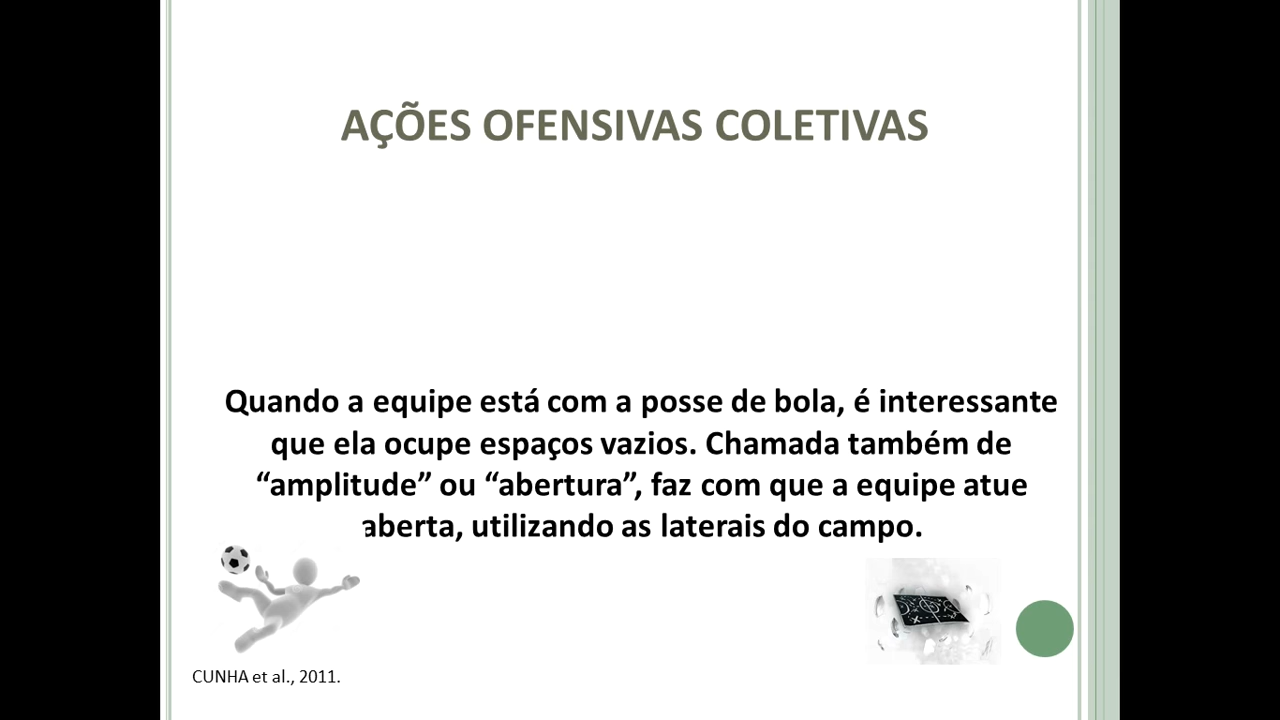 AÇÕES OFENSIVAS COLETIVAS
Quando a equipe está com a posse de bola, é interessante
que ela ocupe espaços vazios. Chamada também de
“amplitude” ou “abertura”, faz com que a equipe atue
aberta, utilizando as laterais do campo.
CUNHA et al., 2011.